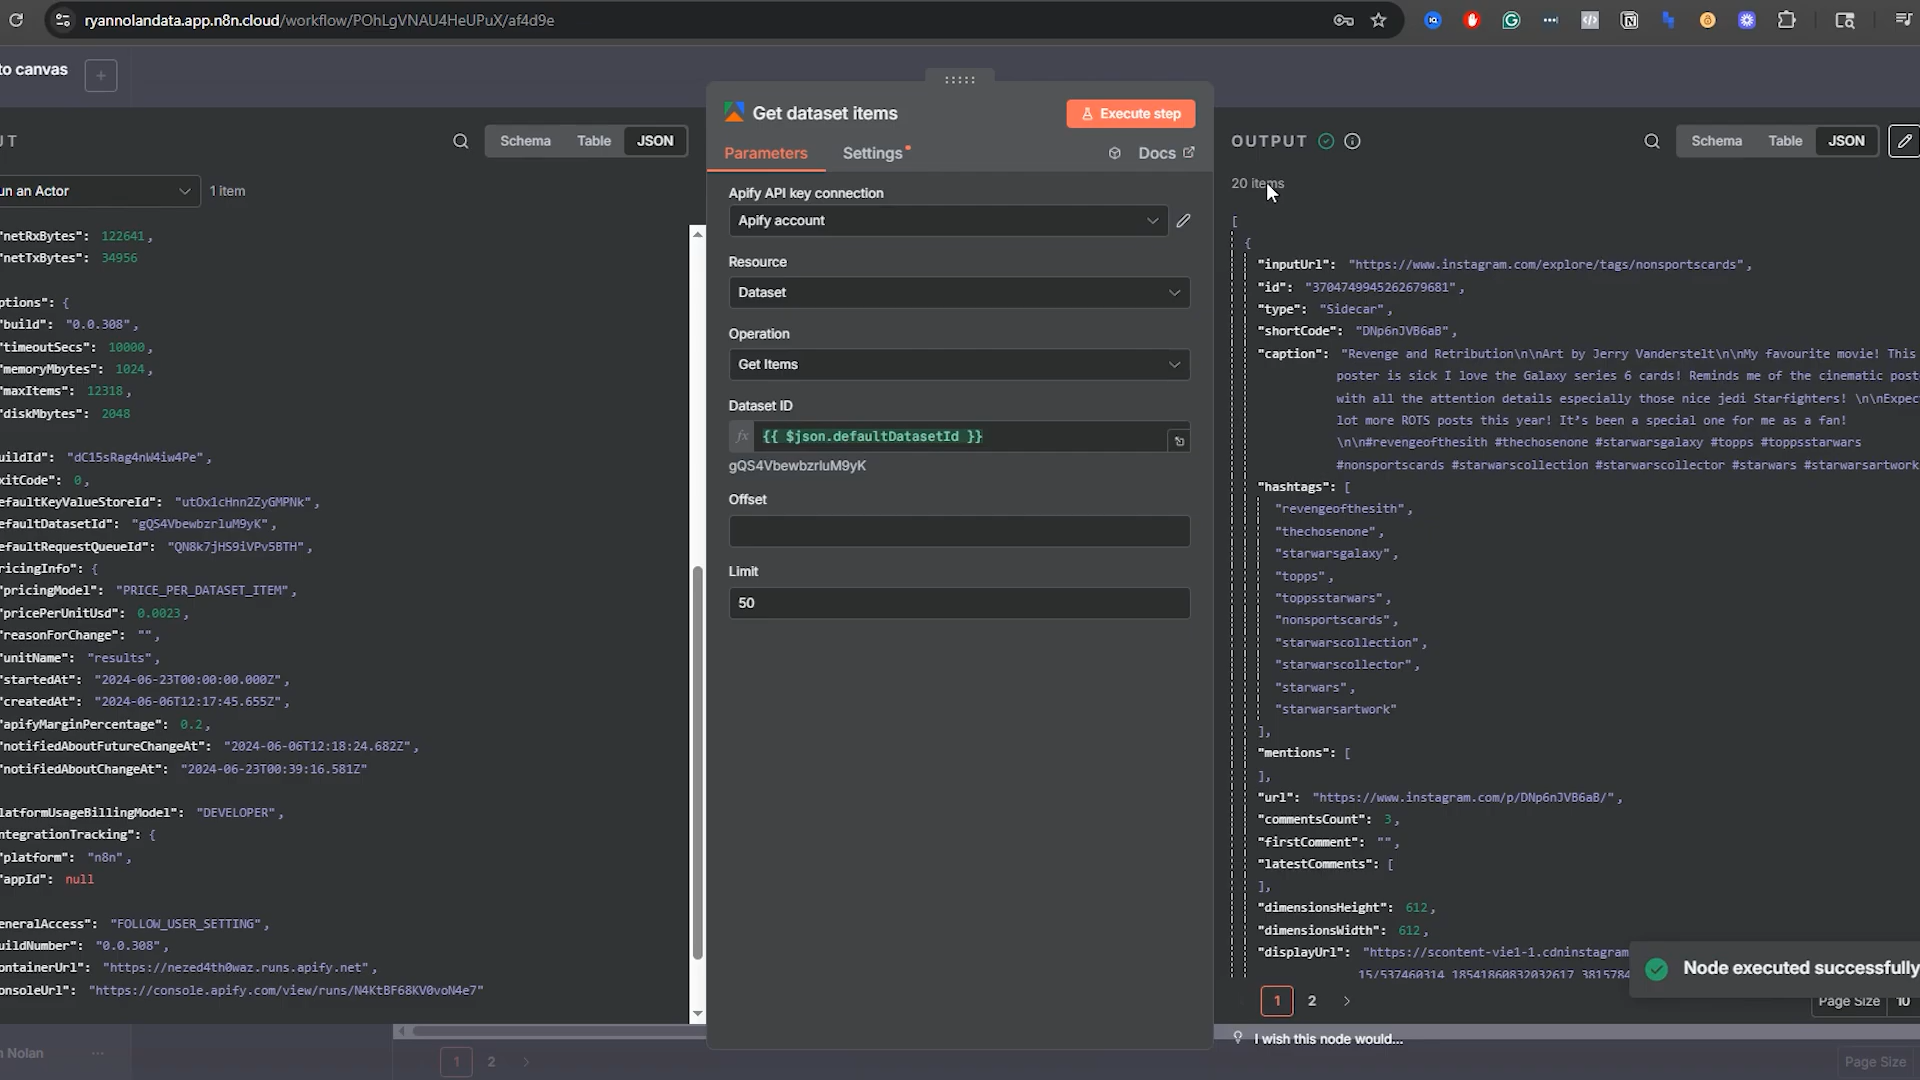 ryannolandata.app.n8n.cloud/workflow/POhLgVNAU4HeUPuX/af4d9e
to canvas
+
UT
Schema
Table
JSON
un an Actor
1 item
"netRxBytes": 122641,
"netTxBytes": 34956
ptions": {
"build": "0.0.308",
"timeoutSecs": 10000,
"memoryMbytes": 1024,
"maxItems": 12318,
"diskMbytes": 2048
uildId": "dC15sRag4nW4iw4Pe",
xitCode": 0,
efaultKeyValueStoreId": "utOx1cHnn2ZyGMPNk",
efaultDatasetId": "gQS4VbewbzrluM9yK",
efaultRequestQueueId": "QN8k7jHS9iVPv5BTH",
ricingInfo": {
"pricingModel": "PRICE_PER_DATASET_ITEM",
"pricePerUnitUsd": 0.0023,
"reasonForChange": "",
"unitName": "results",
"startedAt": "2024-06-23T00:00:00.000Z",
"createdAt": "2024-06-06T12:17:45.655Z",
"apifyMarginPercentage": 0.2,
"notifiedAboutFutureChangeAt": "2024-06-06T12:18:24.682Z",
"notifiedAboutChangeAt": "2024-06-23T00:39:16.581Z"
latformUsageBillingModel": "DEVELOPER",
ntegrationTracking": {
"platform": "n8n",
"appId": null
eneralAccess": "FOLLOW_USER_SETTING",
uildNumber": "0.0.308",
ontainerUrl": "https://nezed4th0waz.runs.apify.net",
onsoleUrl": "https://console.apify.com/view/runs/N4KtBF68KV0voN4e7"
n Nolan
1
2
Get dataset items
Execute step
Parameters
Settings
Docs
Apify API key connection
Apify account
Resource
Dataset
Operation
Get Items
Dataset ID
fx
{{ $json.defaultDatasetId }}
gQS4VbewbzrluM9yK
Offset
Limit
50
OUTPUT
Schema
Table
JSON
20 items
[
{
"inputUrl": "https://www.instagram.com/explore/tags/nonsportscards",
"id": "3704749945262679681",
"type": "Sidecar",
"shortCode": "DNp6nJVB6aB",
"caption": "Revenge and Retribution\n\nArt by Jerry Vanderstelt\n\nMy favourite movie! This
poster is sick I love the Galaxy series 6 cards! Reminds me of the cinematic post
with all the attention details especially those nice jedi Starfighters! \n\nExpec
lot more ROTS posts this year! It’s been a special one for me as a fan!
\n\n#revengeofthesith #thechosenone #starwarsgalaxy #topps #toppsstarwars
#nonsportscards #starwarscollection #starwarscollector #starwars #starwarsartwork
"hashtags": [
"revengeofthesith",
"thechosenone",
"starwarsgalaxy",
"topps",
"toppsstarwars",
"nonsportscards",
"starwarscollection",
"starwarscollector",
"starwars",
"starwarsartwork"
],
"mentions": [
],
"url": "https://www.instagram.com/p/DNp6nJVB6aB/",
"commentsCount": 3,
"firstComment": "",
"latestComments": [
],
"dimensionsHeight": 612,
"dimensionsWidth": 612,
"displayUrl": "https://scontent-vie1-1.cdninstagram
15/537460314 18541860832032617 3815784
Node executed successfully
1
2
Page Size
10
I wish this node would...
Page Size